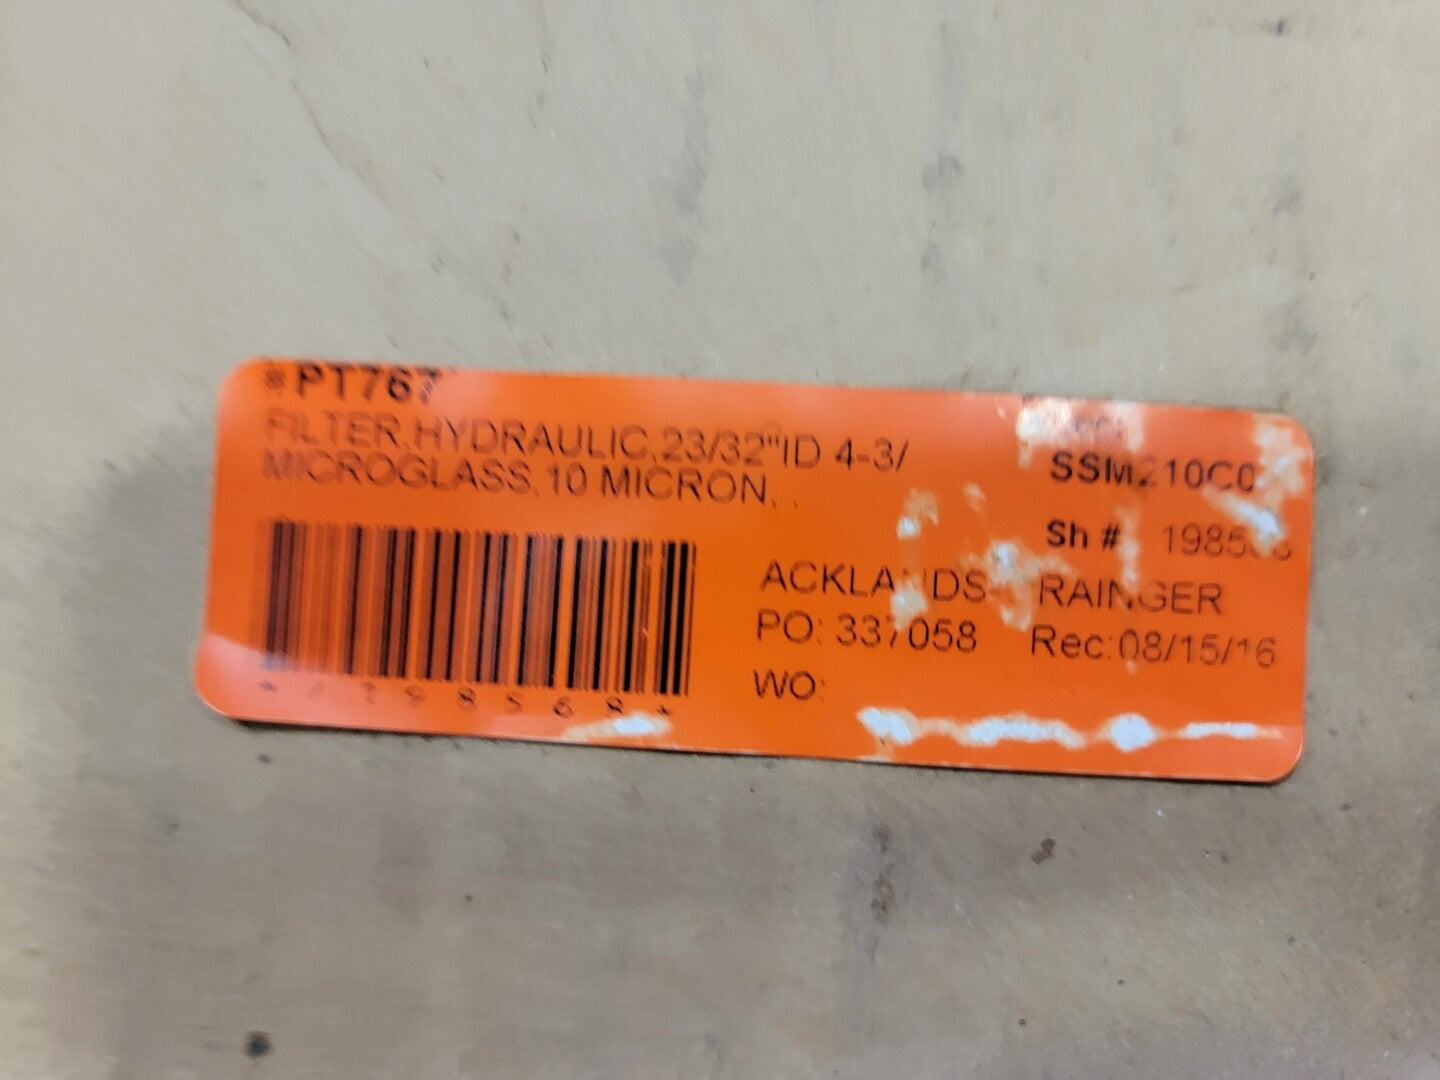 #PT767
FILTER,HYDRAULIC,23/32"ID 4-3/
MICROGLASS,10 MICRON, .
SSM210C0
Sh #
ACKLANDS- RAINGER
PO: 337058 Rec:08/15/16
WO: